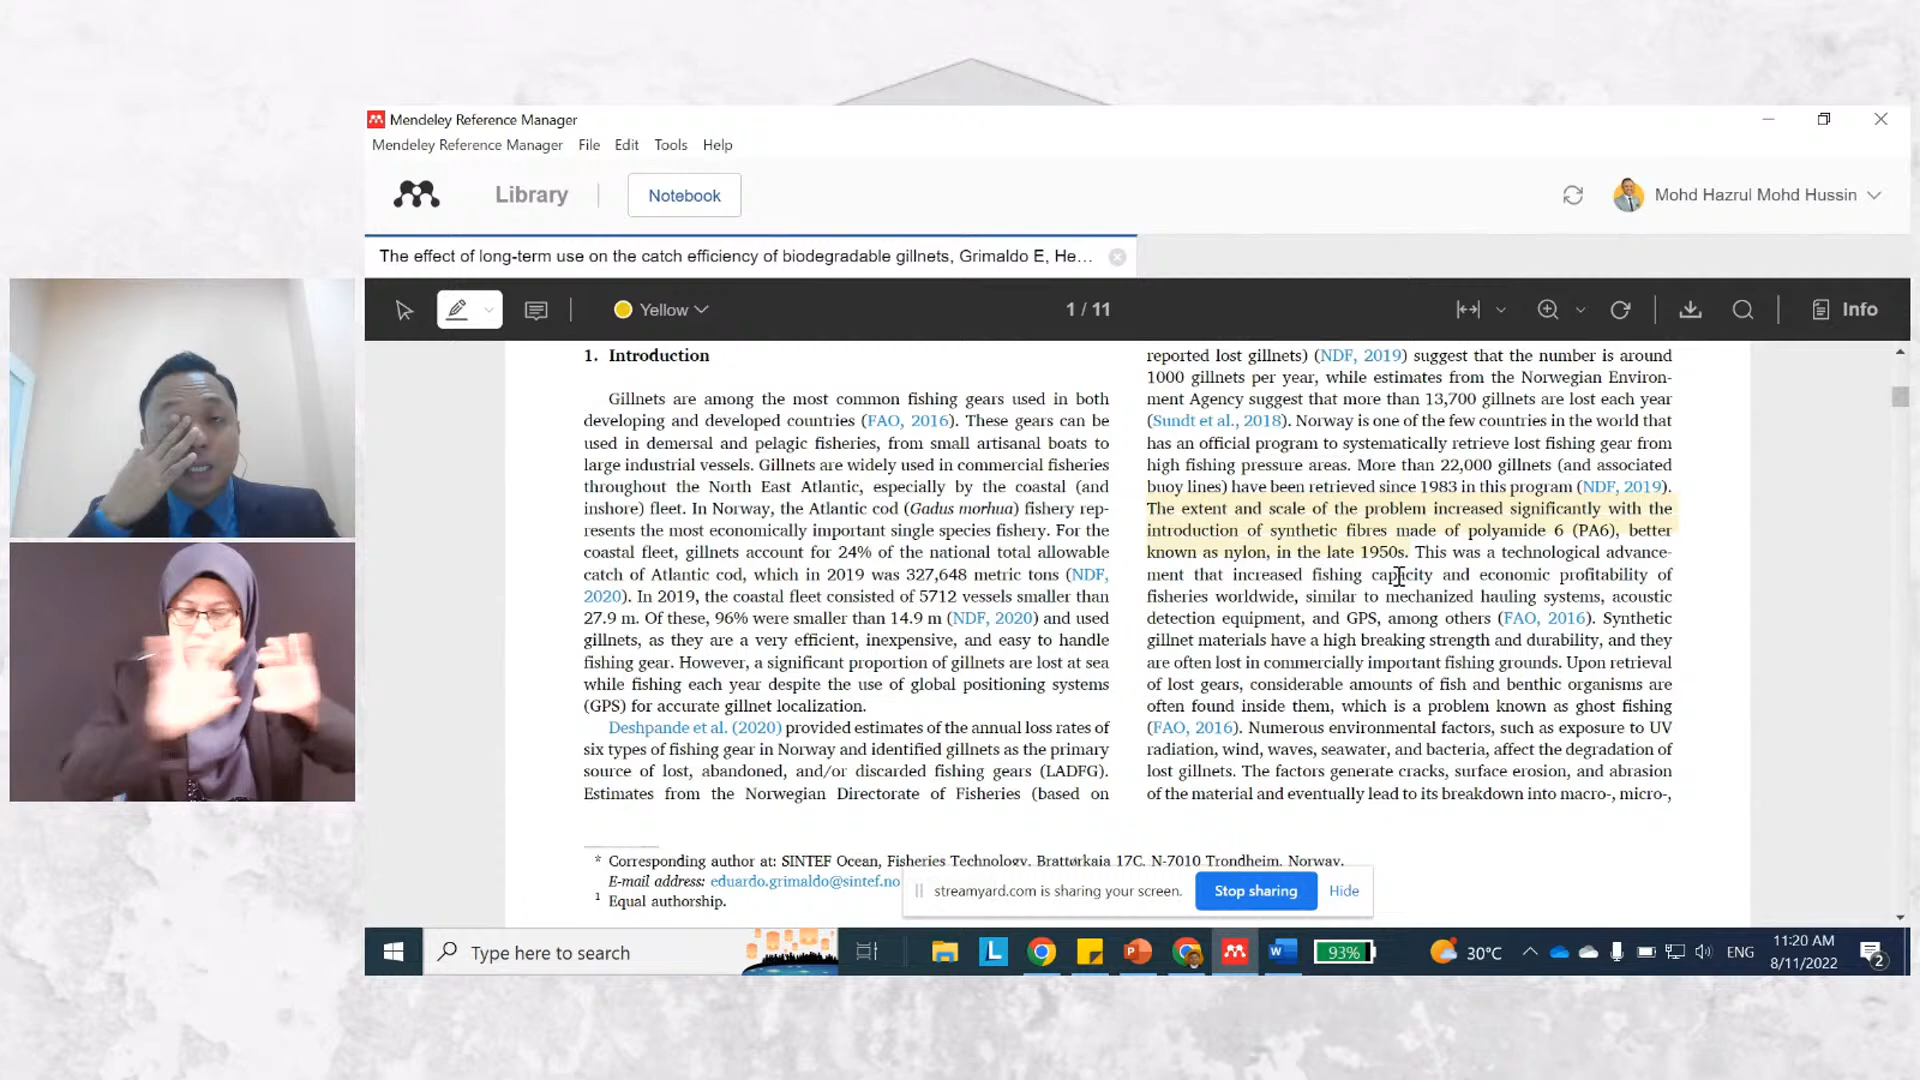 Mendeley Reference Manager
Mendeley Reference Manager File Edit Tools Help
Library
Notebook
Mohd Hazrul Mohd Hussin
The effect of long-term use on the catch efficiency of biodegradable gillnets, Grimaldo E, He...
Yellow
1 / 11
Info
1. Introduction
Gillnets are among the most common fishing gears used in both
developing and developed countries (FAO, 2016). These gears can be
used in demersal and pelagic fisheries, from small artisanal boats to
large industrial vessels. Gillnets are widely used in commercial fisheries
throughout the North East Atlantic, especially by the coastal (and
inshore) fleet. In Norway, the Atlantic cod (Gadus morhua) fishery rep-
resents the most economically important single species fishery. For the
coastal fleet, gillnets account for 24% of the national total allowable
catch of Atlantic cod, which in 2019 was 327,648 metric tons (NDF,
2020). In 2019, the coastal fleet consisted of 5712 vessels smaller than
27.9 m. Of these, 96% were smaller than 14.9 m (NDF, 2020) and used
gillnets, as they are a very efficient, inexpensive, and easy to handle
fishing gear. However, a significant proportion of gillnets are lost at sea
while fishing each year despite the use of global positioning systems
(GPS) for accurate gillnet localization.
Deshpande et al. (2020) provided estimates of the annual loss rates of
six types of fishing gear in Norway and identified gillnets as the primary
source of lost, abandoned, and/or discarded fishing gears (LADFG).
Estimates from the Norwegian Directorate of Fisheries (based on
reported lost gillnets) (NDF, 2019) suggest that the number is around
1000 gillnets per year, while estimates from the Norwegian Environ-
ment Agency suggest that more than 13,700 gillnets are lost each year
(Sundt et al., 2018). Norway is one of the few countries in the world that
has an official program to systematically retrieve lost fishing gear from
high fishing pressure areas. More than 22,000 gillnets (and associated
buoy lines) have been retrieved since 1983 in this program (NDF, 2019).
The extent and scale of the problem increased significantly with the
introduction of synthetic fibres made of polyamide 6 (PA6), better
known as nylon, in the late 1950s. This was a technological advance-
ment that increased fishing capacity and economic profitability of
fisheries worldwide, similar to mechanized hauling systems, acoustic
detection equipment, and GPS, among others (FAO, 2016). Synthetic
gillnet materials have a high breaking strength and durability, and they
are often lost in commercially important fishing grounds. Upon retrieval
of lost gears, considerable amounts of fish and benthic organisms are
often found inside them, which is a problem known as ghost fishing
(FAO, 2016). Numerous environmental factors, such as exposure to UV
radiation, wind, waves, seawater, and bacteria, affect the degradation of
lost gillnets. The factors generate cracks, surface erosion, and abrasion
of the material and eventually lead to its breakdown into macro-, micro-,
* Corresponding author at: SINTEF Ocean, Fisheries Technology, Brattørkaia 17C, N-7010 Trondheim, Norway.
E-mail address: eduardo.grimaldo@sintef.no
1 Equal authorship.
streamyard.com is sharing your screen.
Stop sharing
Hide
Type here to search
L
93%
30°C
ENG
11:20 AM
8/11/2022
2